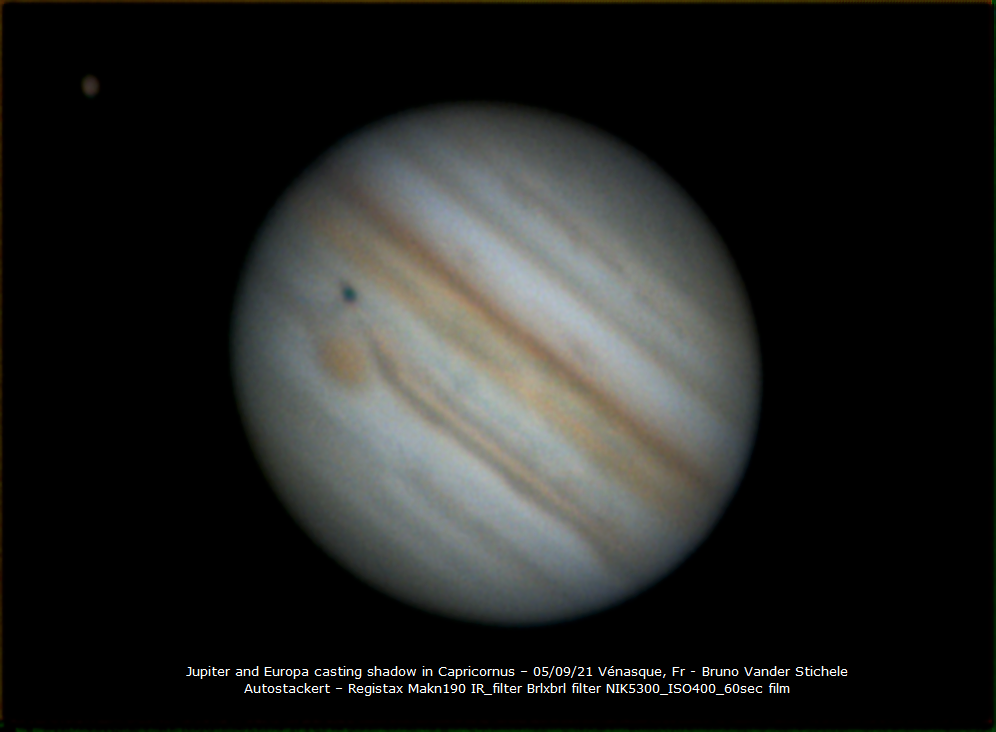 Jupiter and Europa casting shadow in Capricornus – 05/09/21 Vénasque, Fr - Bruno Vander Stichele
Autostackert – Registax Makn190 IR_filter Brlxbrl filter NIK5300_ISO400_60sec film